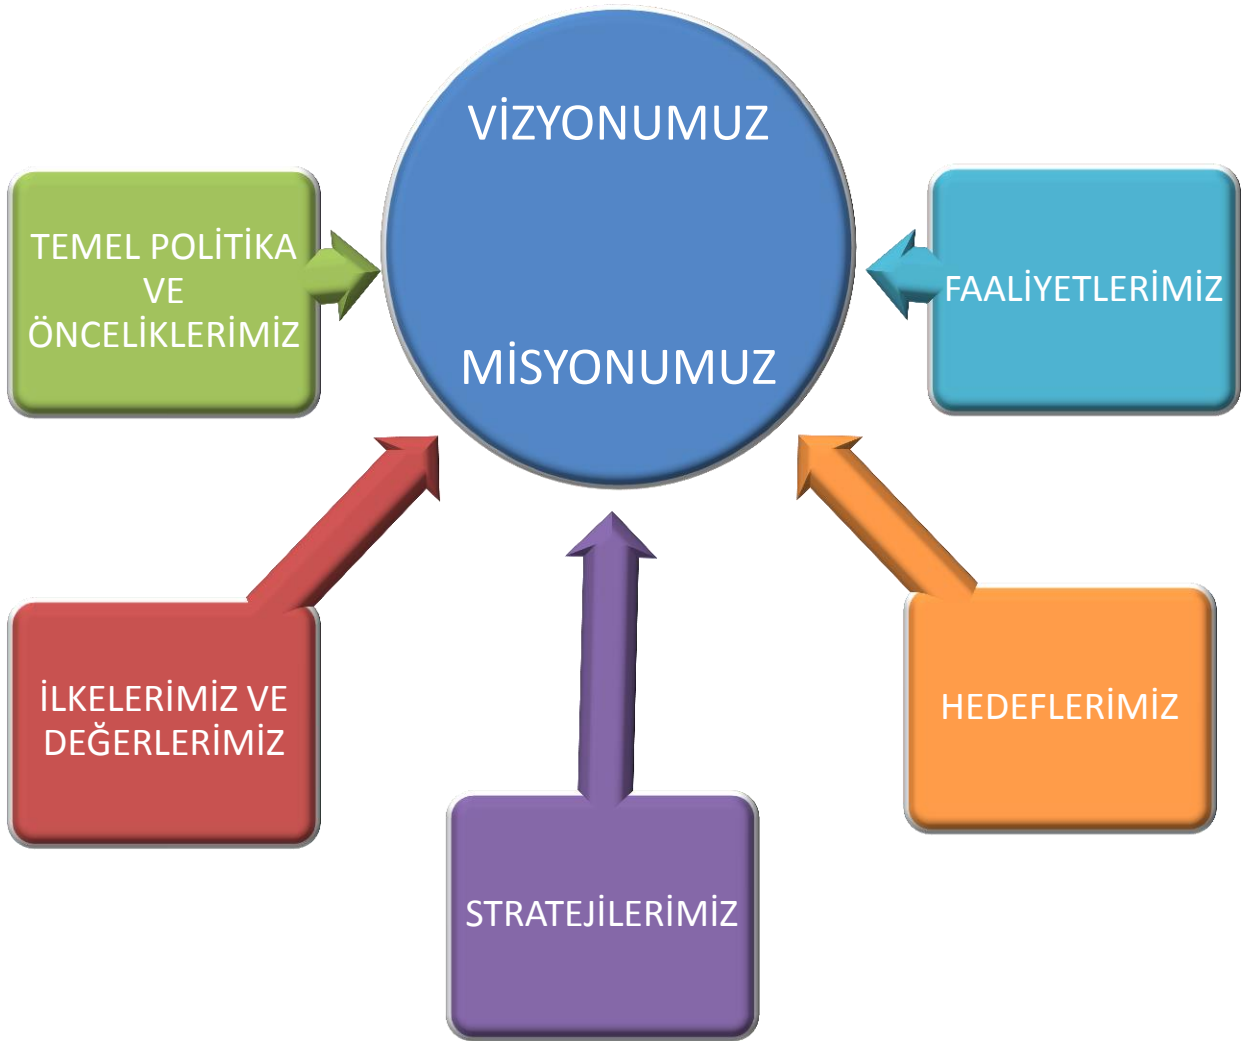 VİZYONUMUZ
MİSYONUMUZ
TEMEL POLİTİKA
VE
ÖNCELİKLERİMİZ
FAALİYETLERİMİZ
İLKELERİMİZ VE
DEĞERLERİMİZ
HEDEFLERİMİZ
STRATEJİLERİMİZ